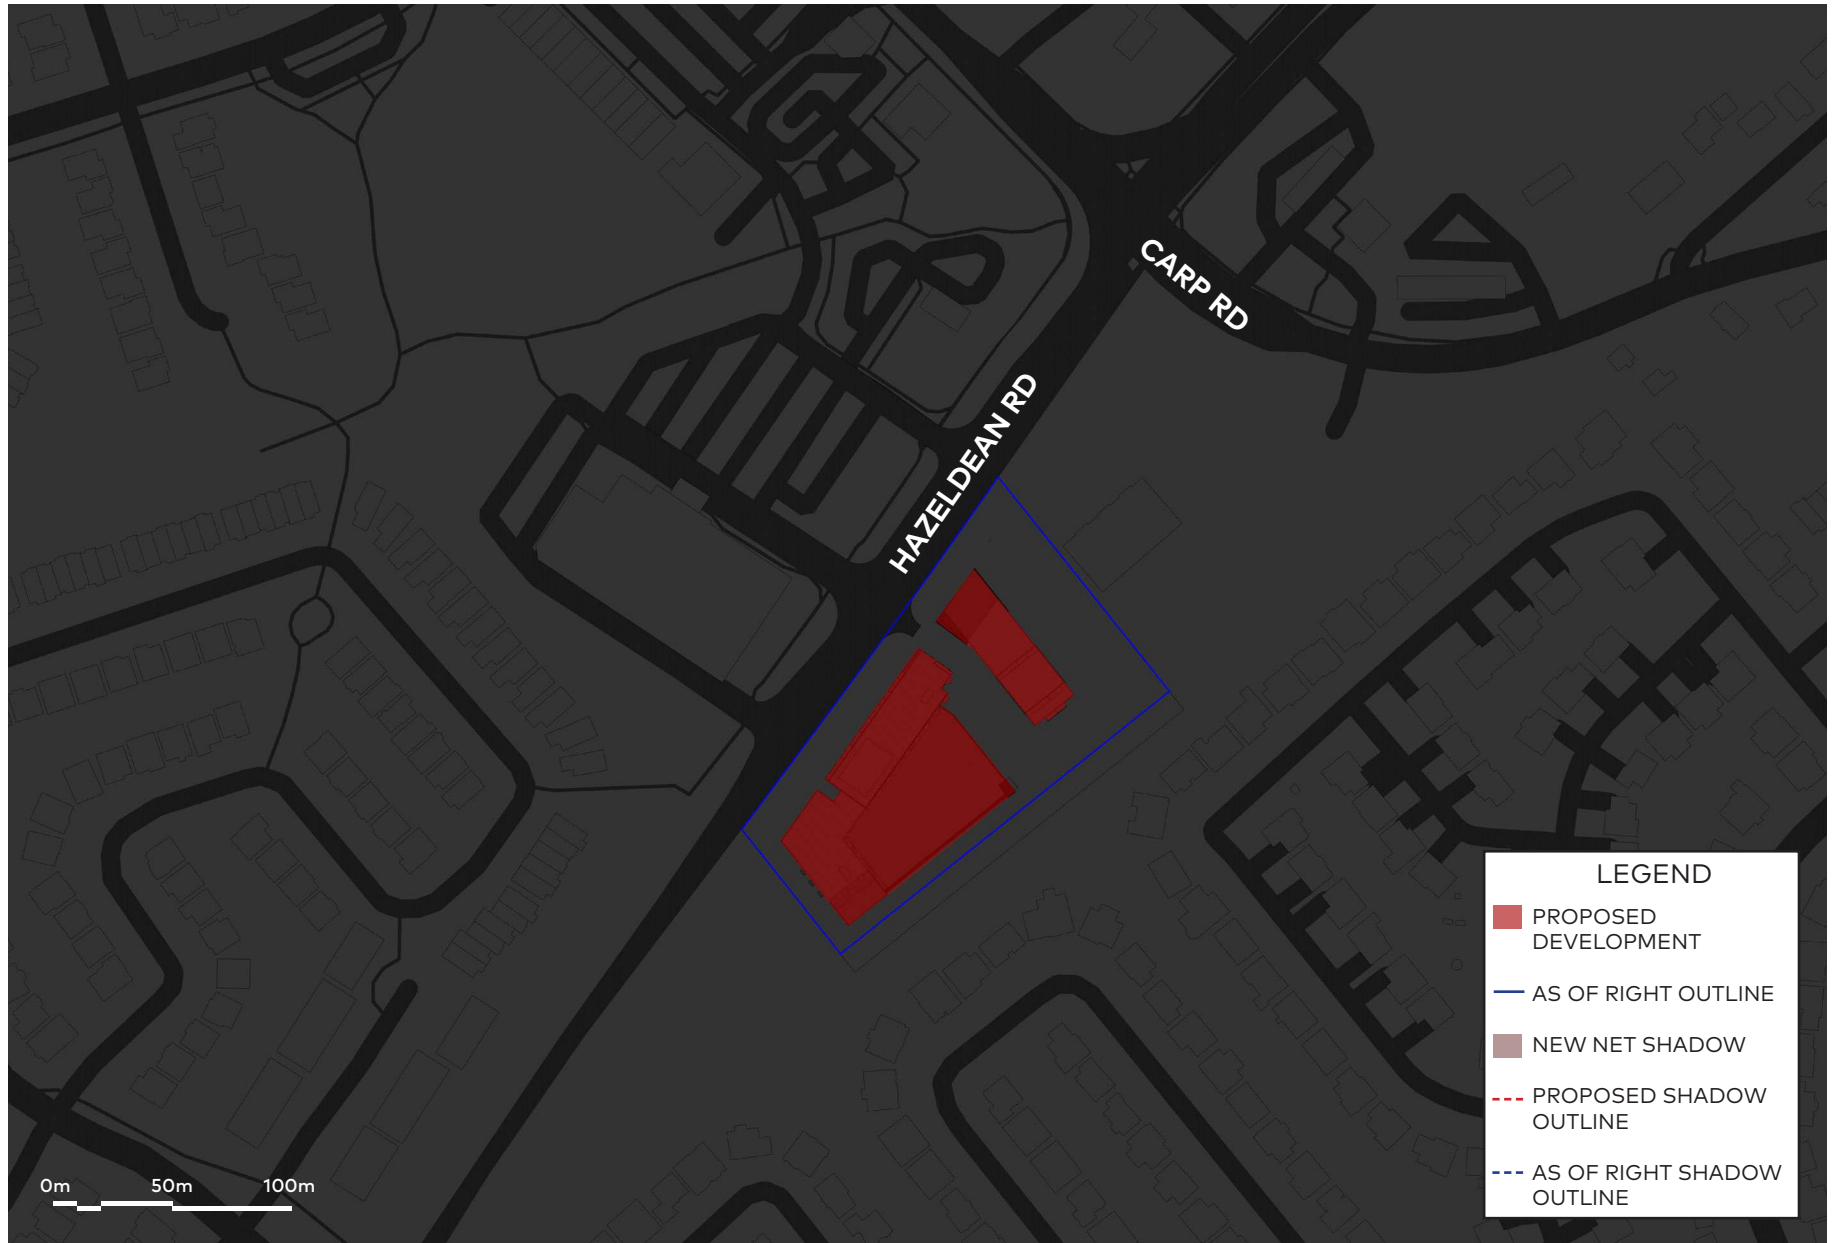 CARP RD
HAZELDEAN RD
LEGEND
PROPOSED
DEVELOPMENT
AS OF RIGHT OUTLINE
NEW NET SHADOW
PROPOSED SHADOW
OUTLINE
AS OF RIGHT SHADOW
OUTLINE
0m 50m 100m